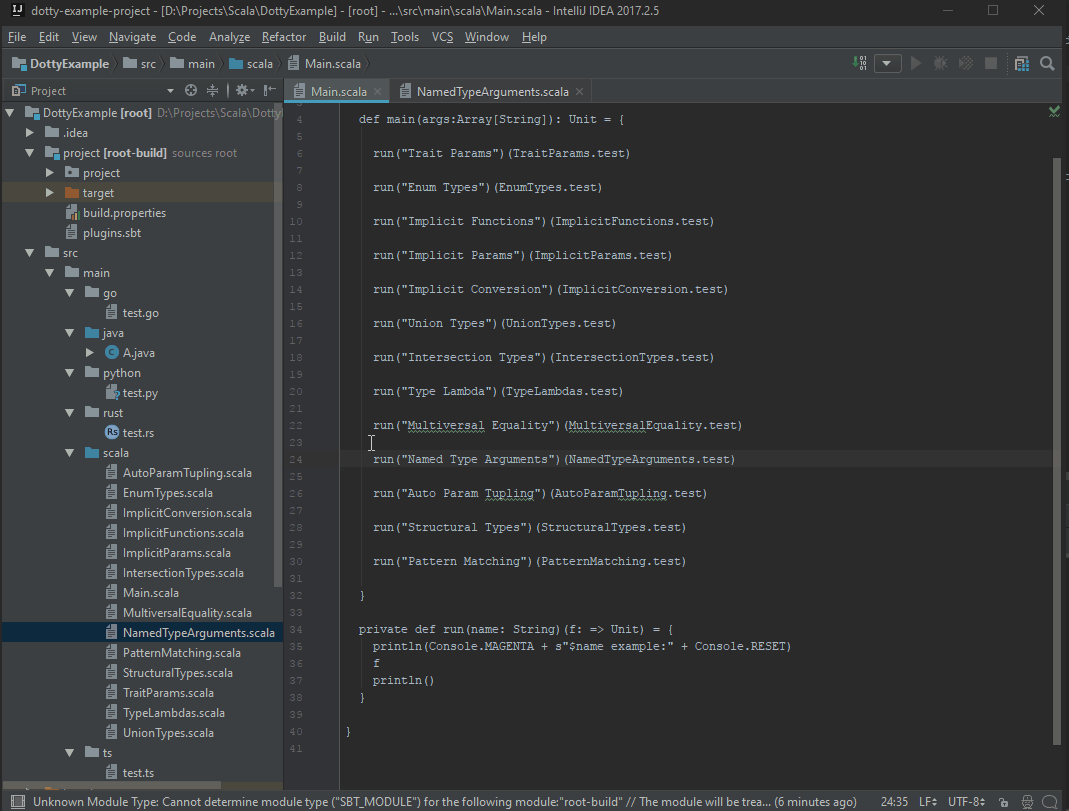 dotty-example-project - [D:\Projects\Scala\DottyExample] - [root] - ...\src\main\scala\Main.scala - IntelliJ IDEA 2017.2.5
File Edit View Navigate Code Analyze Refactor Build Run Tools VCS Window Help
DottyExample src main scala Main.scala
Project
Main.scala NamedTypeArguments.scala
DottyExample [root] D:\Projects\Scala\Dotty
.idea
project [root-build] sources root
project
target
build.properties
plugins.sbt
src
main
go
test.go
java
A.java
python
test.py
rust
test.rs
scala
AutoParamTupling.scala
EnumTypes.scala
ImplicitConversion.scala
ImplicitFunctions.scala
ImplicitParams.scala
IntersectionTypes.scala
Main.scala
MultiversalEquality.scala
NamedTypeArguments.scala
PatternMatching.scala
StructuralTypes.scala
TraitParams.scala
TypeLambdas.scala
UnionTypes.scala
ts
test.ts
4 def main(args:Array[String]): Unit = {
5
6 run("Trait Params")(TraitParams.test)
7
8 run("Enum Types")(EnumTypes.test)
9
10 run("Implicit Functions")(ImplicitFunctions.test)
11
12 run("Implicit Params")(ImplicitParams.test)
13
14 run("Implicit Conversion")(ImplicitConversion.test)
15
16 run("Union Types")(UnionTypes.test)
17
18 run("Intersection Types")(IntersectionTypes.test)
19
20 run("Type Lambda")(TypeLambdas.test)
21
22 run("Multiversal Equality")(MultiversalEquality.test)
23
24 run("Named Type Arguments")(NamedTypeArguments.test)
25
26 run("Auto Param Tupling")(AutoParamTupling.test)
27
28 run("Structural Types")(StructuralTypes.test)
29
30 run("Pattern Matching")(PatternMatching.test)
31
32 }
33
34 private def run(name: String)(f: => Unit) = {
35 println(Console.MAGENTA + s"$name example:" + Console.RESET)
36 f
37 println()
38 }
39
40 }
41
Unknown Module Type: Cannot determine module type ("SBT_MODULE") for the following module:"root-build" // The module will be trea... (6 minutes ago) 24:35 LF UTF-8